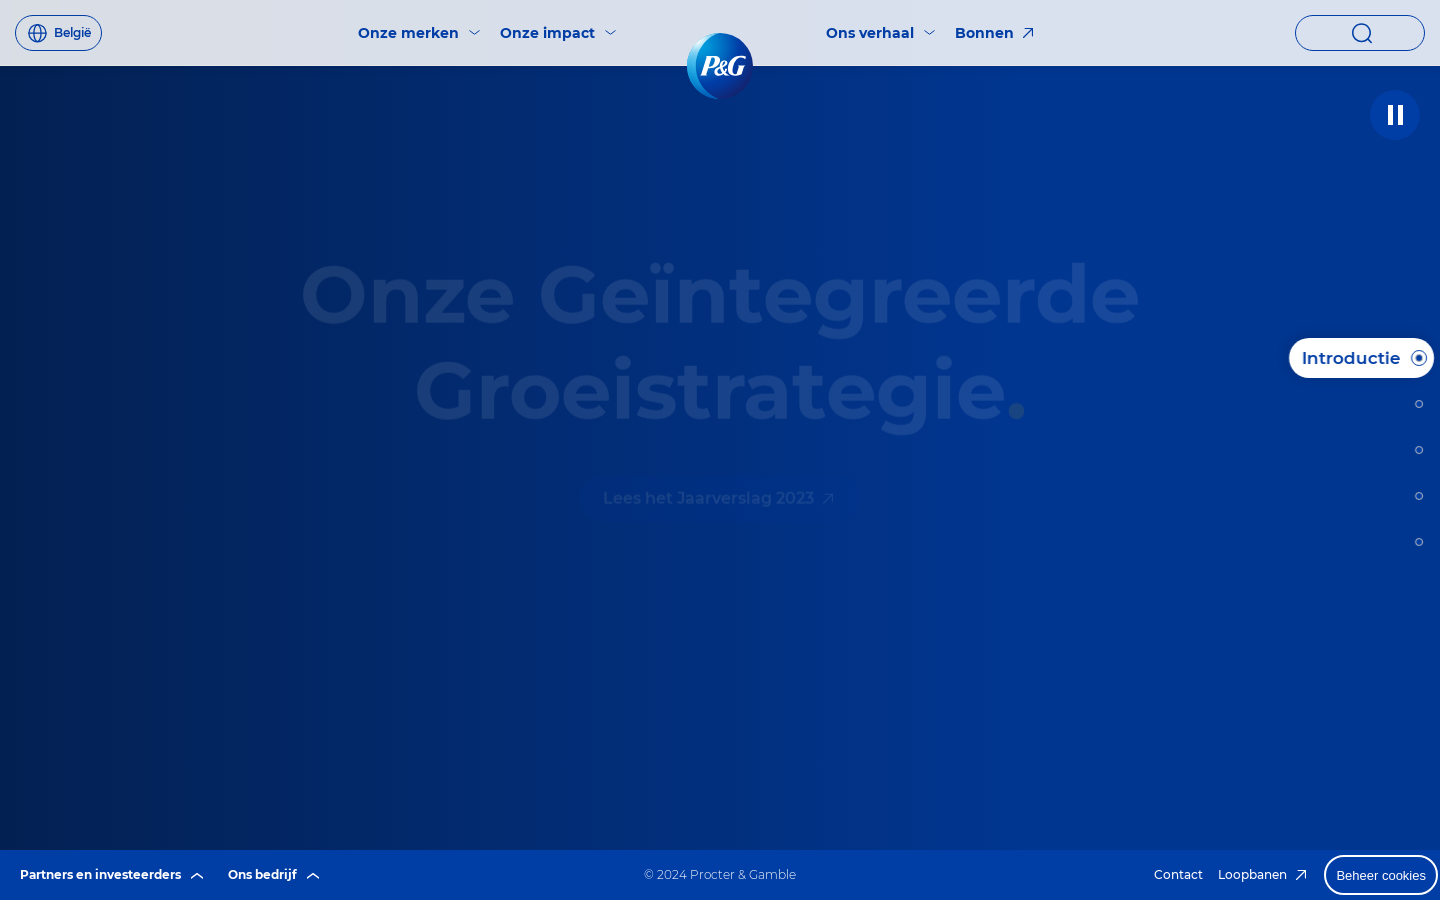 België
Onze merken
Onze impact
P&G
Ons verhaal
Bonnen
Onze Geïntegreerde
Groeistrategie.
Lees het Jaarverslag 2023
Introductie
Partners en investeerders
Ons bedrijf
© 2024 Procter & Gamble
Contact
Loopbanen
Beheer cookies